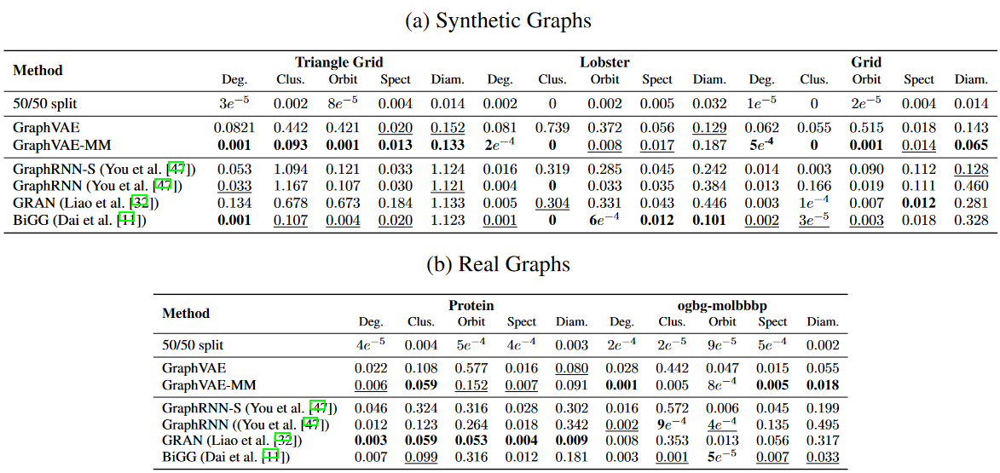 (a) Synthetic Graphs
Method Triangle Grid Lobster Grid
Deg. Clus. Orbit Spect Diam. Deg. Clus. Orbit Spect Diam. Deg. Clus. Orbit Spect Diam.
50/50 split 3e⁻⁵ 0.002 8e⁻⁵ 0.004 0.014 0.002 0 0.002 0.005 0.032 1e⁻⁵ 0 2e⁻⁵ 0.004 0.014
GraphVAE 0.0821 0.442 0.421 0.020 0.152 0.081 0.739 0.372 0.056 0.129 0.062 0.055 0.515 0.018 0.143
GraphVAE-MM 0.001 0.093 0.001 0.013 0.133 2e⁻⁴ 0 0.008 0.017 0.187 5e⁻⁴ 0 0.001 0.014 0.065
GraphRNN-S (You et al. [47]) 0.053 1.094 0.121 0.033 1.124 0.016 0.319 0.285 0.045 0.242 0.014 0.003 0.090 0.112 0.128
GraphRNN (You et al. [47]) 0.033 1.167 0.107 0.030 1.121 0.004 0 0.033 0.035 0.384 0.013 0.166 0.019 0.111 0.460
GRAN (Liao et al. [32]) 0.134 0.678 0.673 0.184 1.133 0.005 0.304 0.331 0.043 0.446 0.003 1e⁻⁴ 0.007 0.012 0.281
BiGG (Dai et al. [11]) 0.001 0.107 0.004 0.020 1.123 0.001 0 6e⁻⁴ 0.012 0.101 0.002 3e⁻⁵ 0.003 0.018 0.328
(b) Real Graphs
Method Protein ogbg-molbbbp
Deg. Clus. Orbit Spect Diam. Deg. Clus. Orbit Spect Diam.
50/50 split 4e⁻⁵ 0.004 5e⁻⁴ 4e⁻⁴ 0.003 2e⁻⁴ 2e⁻⁵ 9e⁻⁵ 5e⁻⁴ 0.002
GraphVAE 0.022 0.108 0.577 0.016 0.080 0.028 0.442 0.047 0.015 0.055
GraphVAE-MM 0.006 0.059 0.152 0.007 0.091 0.001 0.005 8e⁻⁴ 0.005 0.018
GraphRNN-S (You et al. [47]) 0.046 0.324 0.316 0.028 0.302 0.016 0.572 0.006 0.045 0.199
GraphRNN ((You et al. [47]) 0.012 0.123 0.264 0.018 0.342 0.002 9e⁻⁴ 4e⁻⁴ 0.135 0.495
GRAN (Liao et al. [32]) 0.003 0.059 0.053 0.004 0.009 0.008 0.353 0.013 0.056 0.317
BiGG (Dai et al. [11]) 0.007 0.099 0.316 0.012 0.181 0.003 0.001 5e⁻⁵ 0.007 0.033